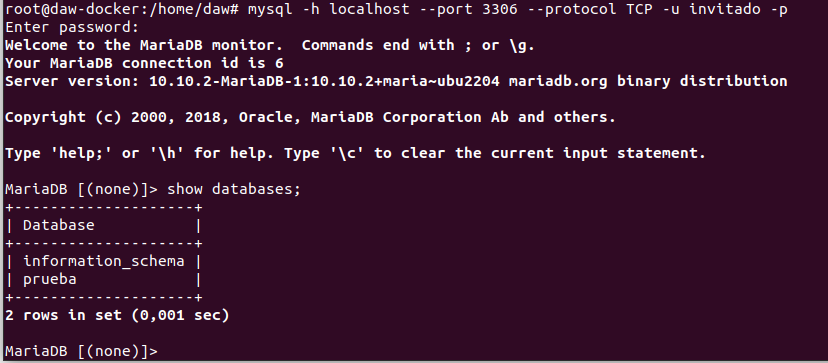 root@daw-docker:/home/daw# mysql -h localhost --port 3306 --protocol TCP -u invitado -p
Enter password:
Welcome to the MariaDB monitor.  Commands end with ; or \g.
Your MariaDB connection id is 6
Server version: 10.10.2-MariaDB-1:10.10.2+maria~ubu2204 mariadb.org binary distribution

Copyright (c) 2000, 2018, Oracle, MariaDB Corporation Ab and others.

Type 'help;' or '\h' for help. Type '\c' to clear the current input statement.

MariaDB [(none)]> show databases;
+--------------------+
| Database           |
+--------------------+
| information_schema |
| prueba             |
+--------------------+
2 rows in set (0,001 sec)

MariaDB [(none)]>